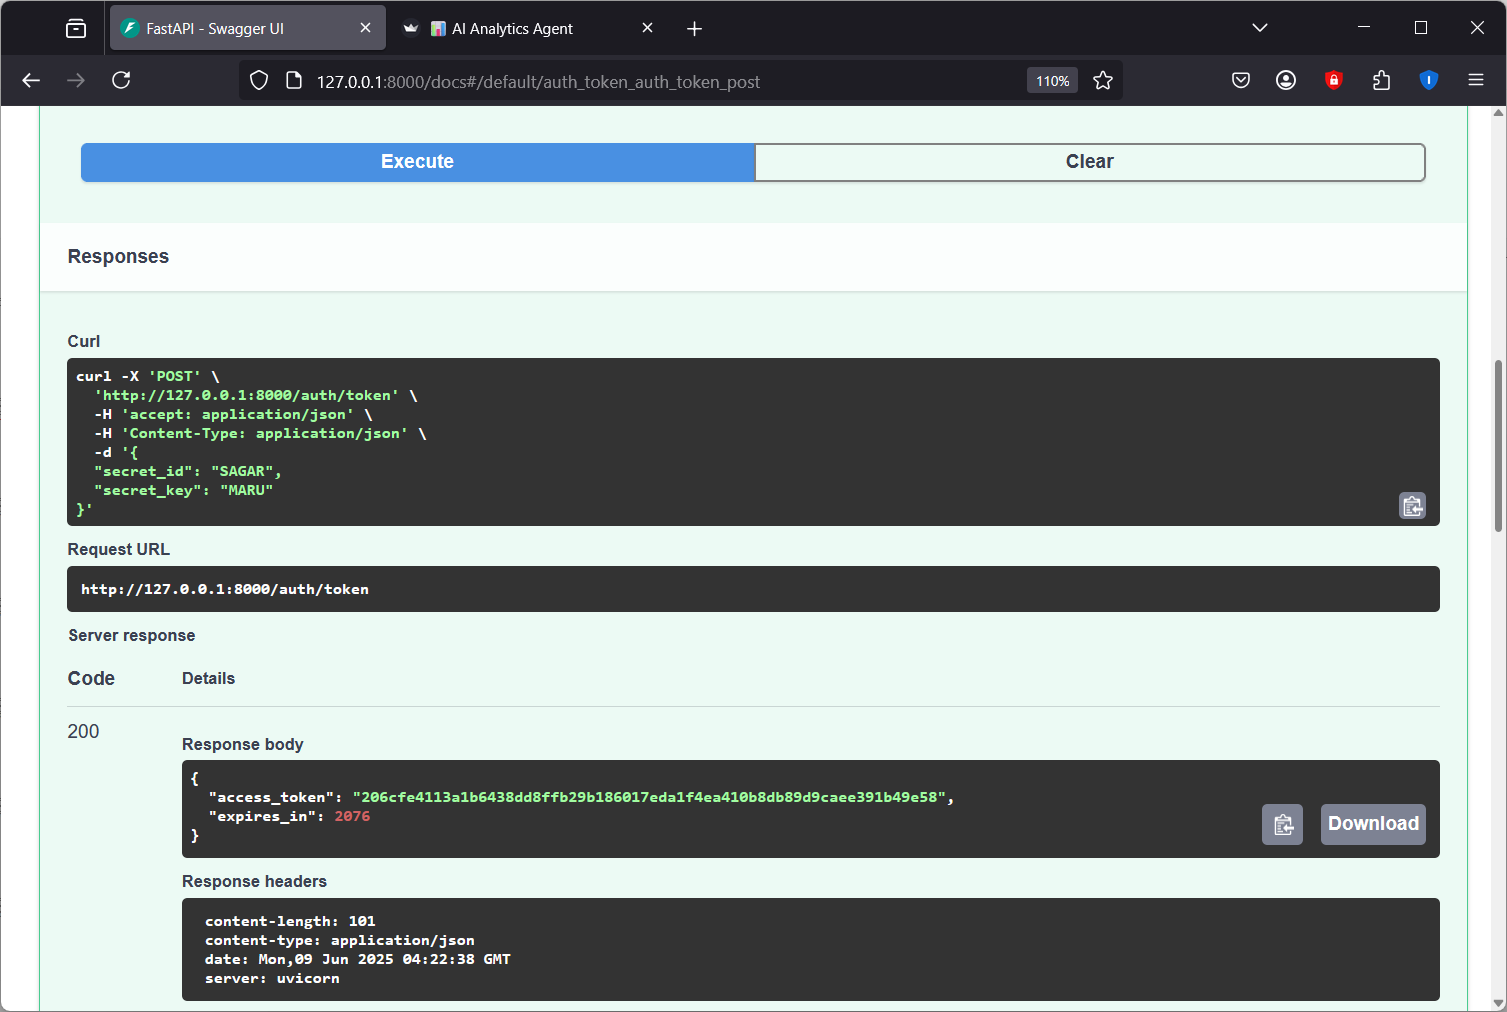 FastAPI - Swagger UI
AI Analytics Agent
127.0.0.1:8000/docs#/default/auth_token_auth_token_post
110%
Execute
Clear
Responses
Curl
curl -X 'POST' \
'http://127.0.0.1:8000/auth/token' \
-H 'accept: application/json' \
-H 'Content-Type: application/json' \
-d '{
"secret_id": "SAGAR",
"secret_key": "MARU"
}'
Request URL
http://127.0.0.1:8000/auth/token
Server response
Code
Details
200
Response body
{
"access_token": "206cfe4113a1b6438dd8ffb29b186017eda1f4ea410b8db89d9caee391b49e58",
"expires_in": 2076
}
Download
Response headers
content-length: 101
content-type: application/json
date: Mon,09 Jun 2025 04:22:38 GMT
server: uvicorn